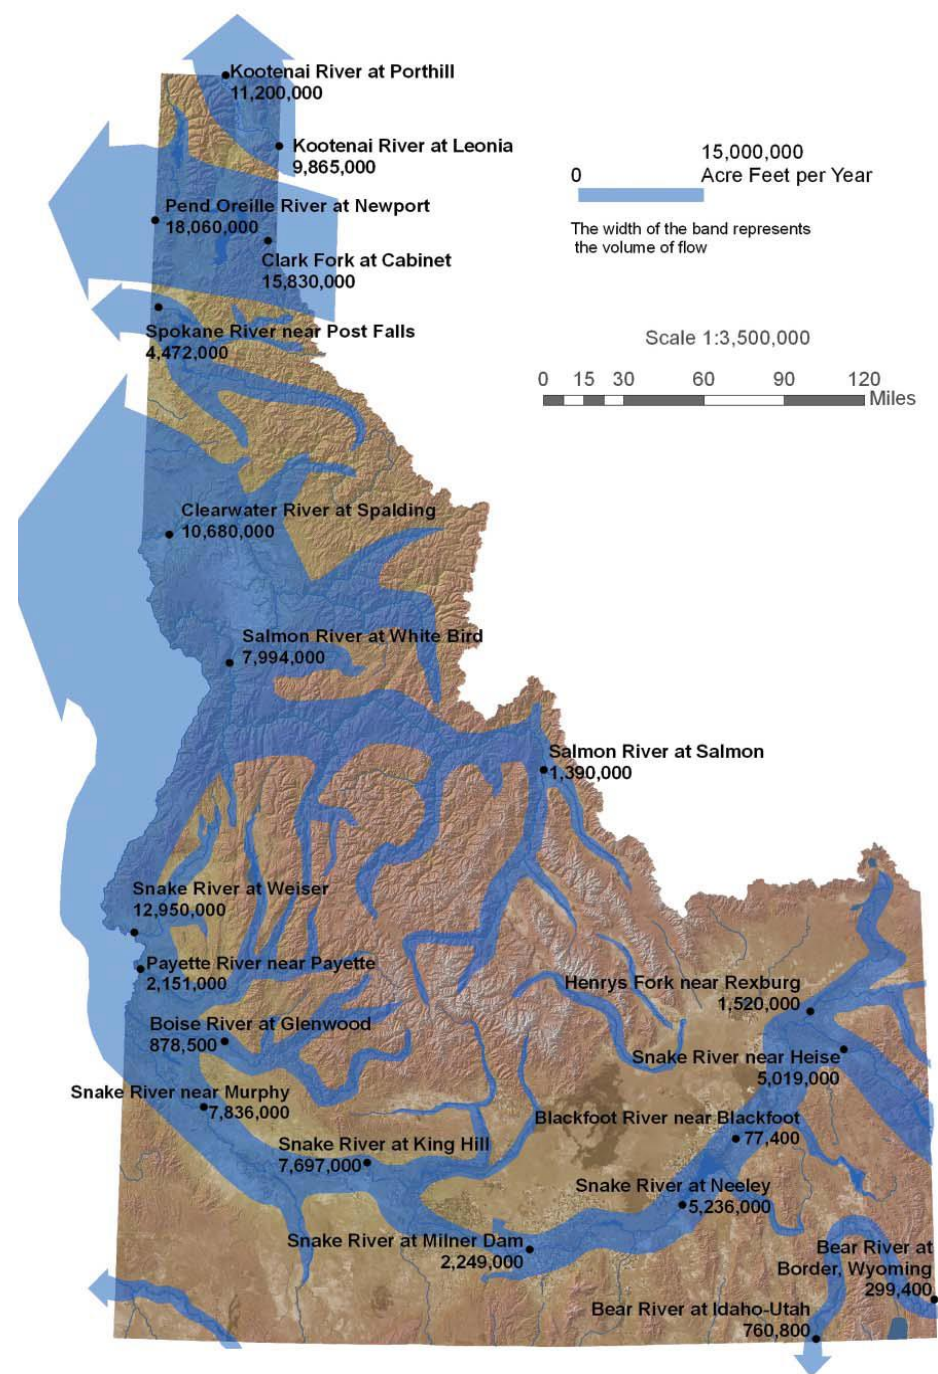 Kootenai River at Porthill
11,200,000
Kootenai River at Leonia
9,865,000
15,000,000
0 Acre Feet per Year
The width of the band represents
the volume of flow
Pend Oreille River at Newport
18,060,000
Clark Fork at Cabinet
15,830,000
Spokane River near Post Falls
4,472,000
Scale 1:3,500,000
0 15 30 60 90 120
Miles
Clearwater River at Spalding
10,680,000
Salmon River at White Bird
7,994,000
Salmon River at Salmon
1,390,000
Snake River at Weiser
12,950,000
Payette River near Payette
2,151,000
Henrys Fork near Rexburg
1,520,000
Boise River at Glenwood
878,500
Snake River near Heise
5,019,000
Snake River near Murphy
7,836,000
Blackfoot River near Blackfoot
77,400
Snake River at King Hill
7,697,000
Snake River at Neeley
5,236,000
Snake River at Milner Dam
2,249,000
Bear River at
Border, Wyoming
299,400
Bear River at Idaho-Utah
760,800